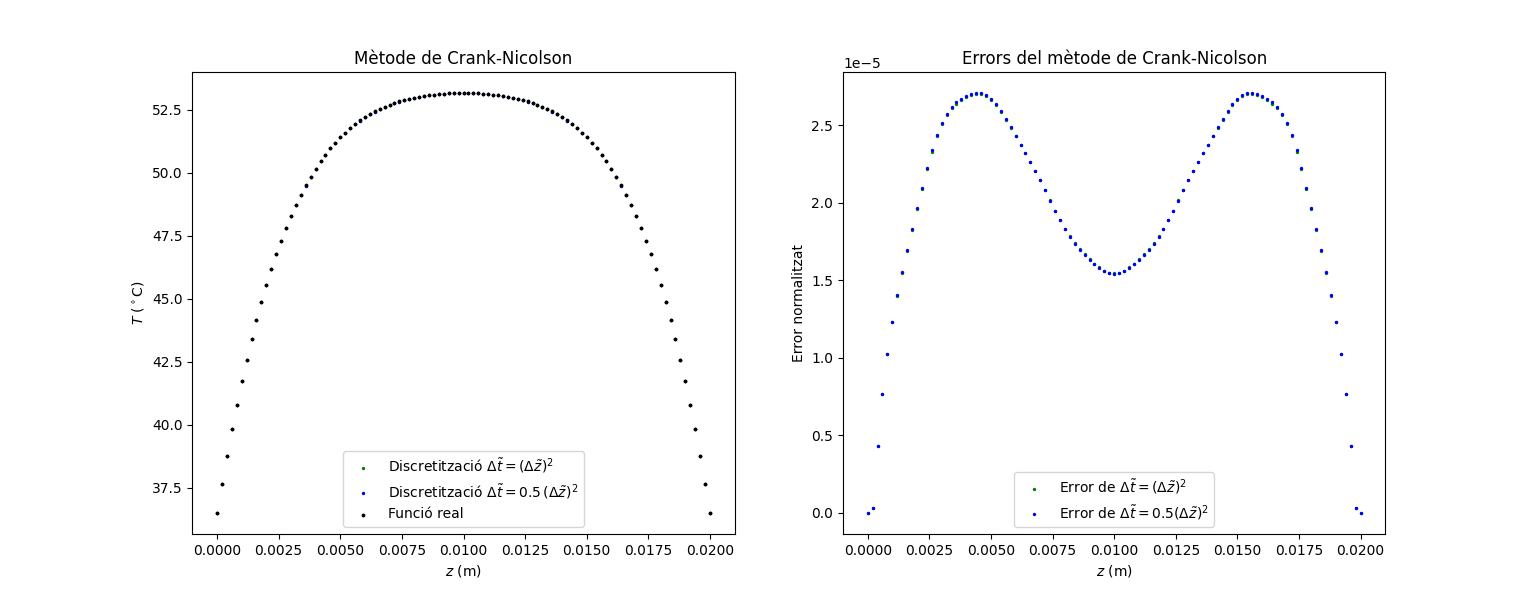 Mètode de Crank-Nicolson
T (°C)
52.5
50.0
47.5
45.0
42.5
40.0
37.5
0.0000 0.0025 0.0050 0.0075 0.0100 0.0125 0.0150 0.0175 0.0200
z (m)
Discretització Δt̃ = (Δz̃)²
Discretització Δt̃ = 0.5 (Δz̃)²
Funció real
Errors del mètode de Crank-Nicolson
1e−5
Error normalitzat
2.5
2.0
1.5
1.0
0.5
0.0
0.0000 0.0025 0.0050 0.0075 0.0100 0.0125 0.0150 0.0175 0.0200
z (m)
Error de Δt̃ = (Δz̃)²
Error de Δt̃ = 0.5(Δz̃)²